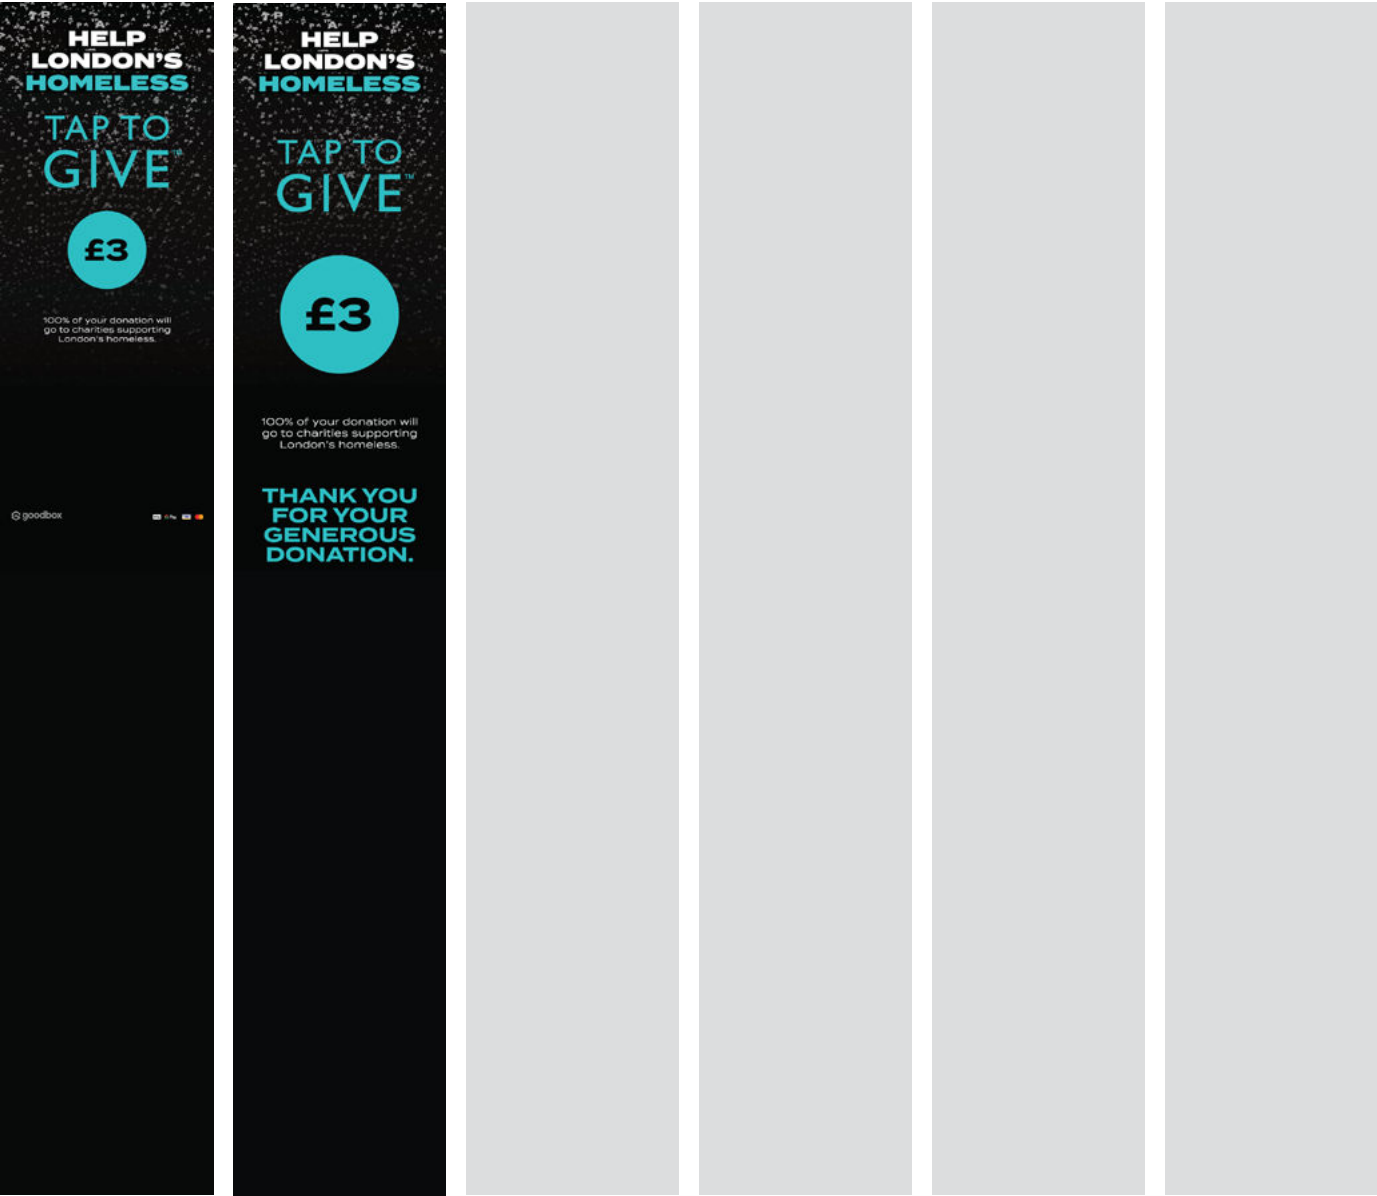 HELP
LONDON'S
HOMELESS
TAP TO
GIVE™
£3
100% of your donation will
go to charities supporting
London's homeless.
goodbox
HELP
LONDON'S
HOMELESS
TAP TO
GIVE™
£3
100% of your donation will
go to charities supporting
London's homeless.
THANK YOU
FOR YOUR
GENEROUS
DONATION.